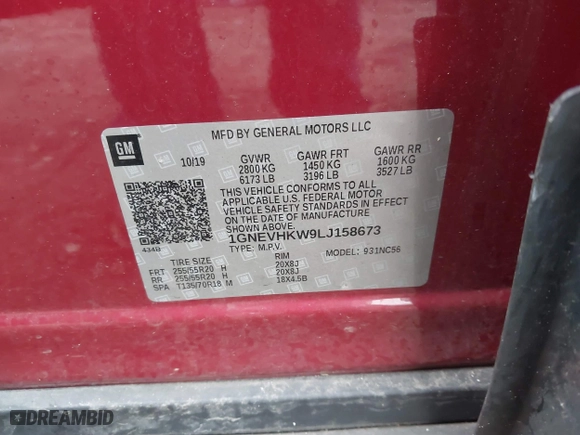 MFD BY GENERAL MOTORS LLC
GM
10/19 GVWR GAWR FRT GAWR RR
2800 KG 1450 KG 1600 KG
6173 LB 3196 LB 3527 LB
THIS VEHICLE CONFORMS TO ALL
APPLICABLE U.S. FEDERAL MOTOR
VEHICLE SAFETY STANDARDS IN EFFECT
ON THE DATE OF MANUFACTURE
1GNEVHKW9LJ158673
434B TYPE: M.P.V. MODEL: 931NC56
TIRE SIZE RIM
FRT 255/55R20 H 20X8J
RR 255/55R20 H 20X8J
SPA T135/70R18 M 18X4.5B
DREAMBID